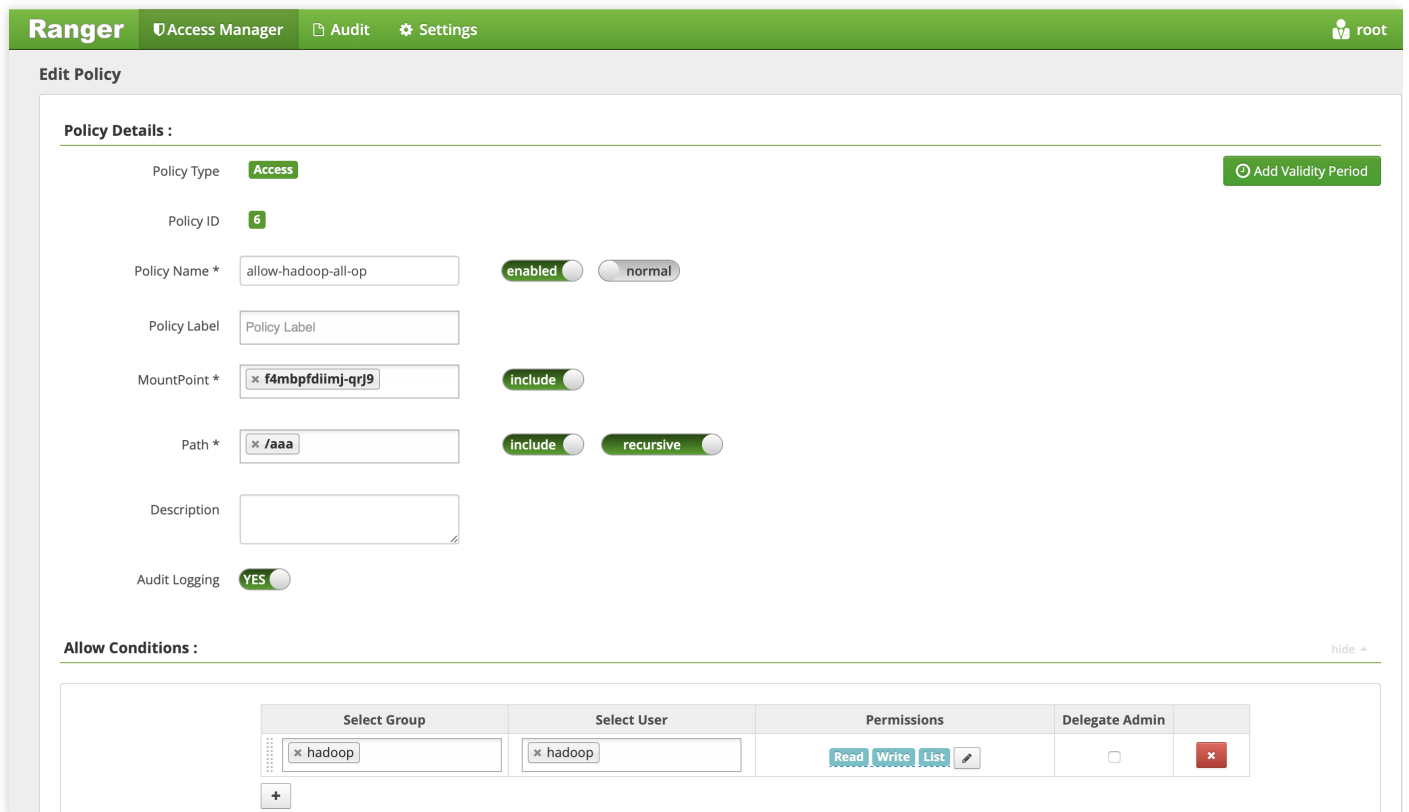 Ranger Access Manager Audit Settings root
Edit Policy
Policy Details :
Policy Type Access Add Validity Period
Policy ID 6
Policy Name * allow-hadoop-all-op enabled normal
Policy Label Policy Label
MountPoint * × f4mbpfdiimj-qrJ9 include
Path * × /aaa include recursive
Description
Audit Logging YES
Allow Conditions : hide
Select Group Select User Permissions Delegate Admin
× hadoop × hadoop Read Write List ×
+